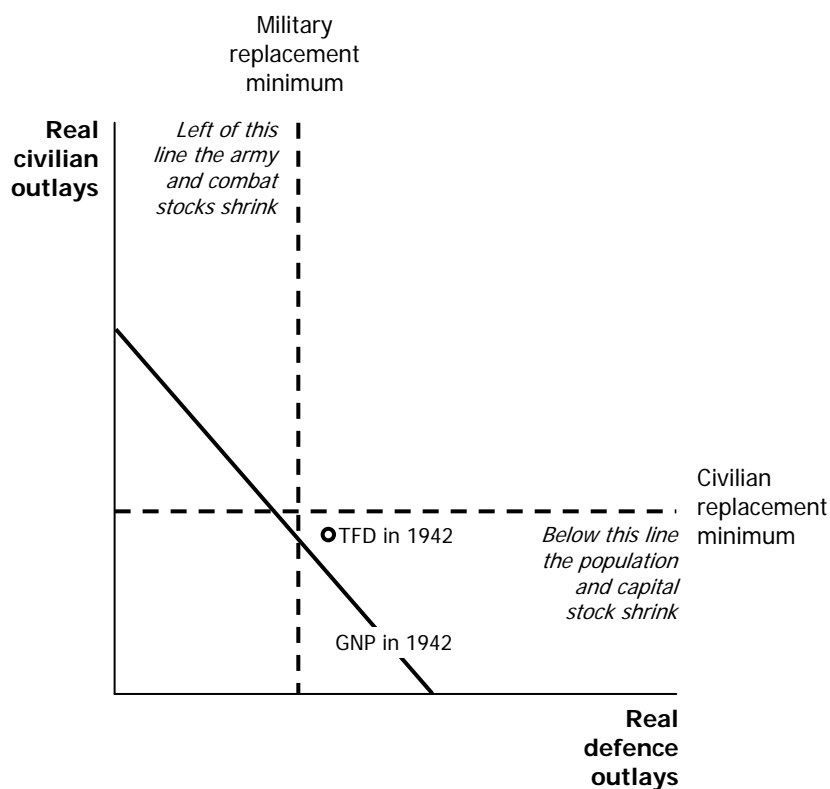 Military
replacement
minimum
Real
civilian
outlays
Left of this
line the army
and combat
stocks shrink
Civilian
replacement
minimum
TFD in 1942
Below this line
the population
and capital
stock shrink
GNP in 1942
Real
defence
outlays